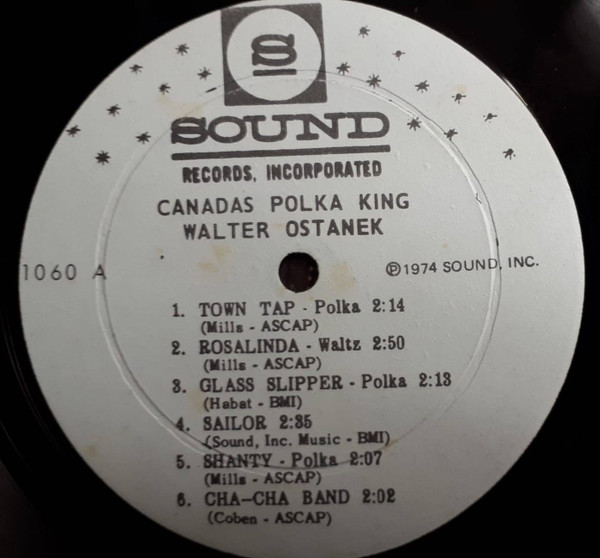 S
SOUND
RECORDS, INCORPORATED
CANADAS POLKA KING
WALTER OSTANEK
1060 A
℗1974 SOUND, INC.
1. TOWN TAP - Polka 2:14
(Mills - ASCAP)
2. ROSALINDA - Waltz 2:50
(Mills - ASCAP)
3. GLASS SLIPPER - Polka 2:13
(Habat - BMI)
4. SAILOR 2:35
(Sound, Inc. Music - BMI)
5. SHANTY - Polka 2:07
(Mills - ASCAP)
6. CHA-CHA BAND 2:02
(Coben - ASCAP)